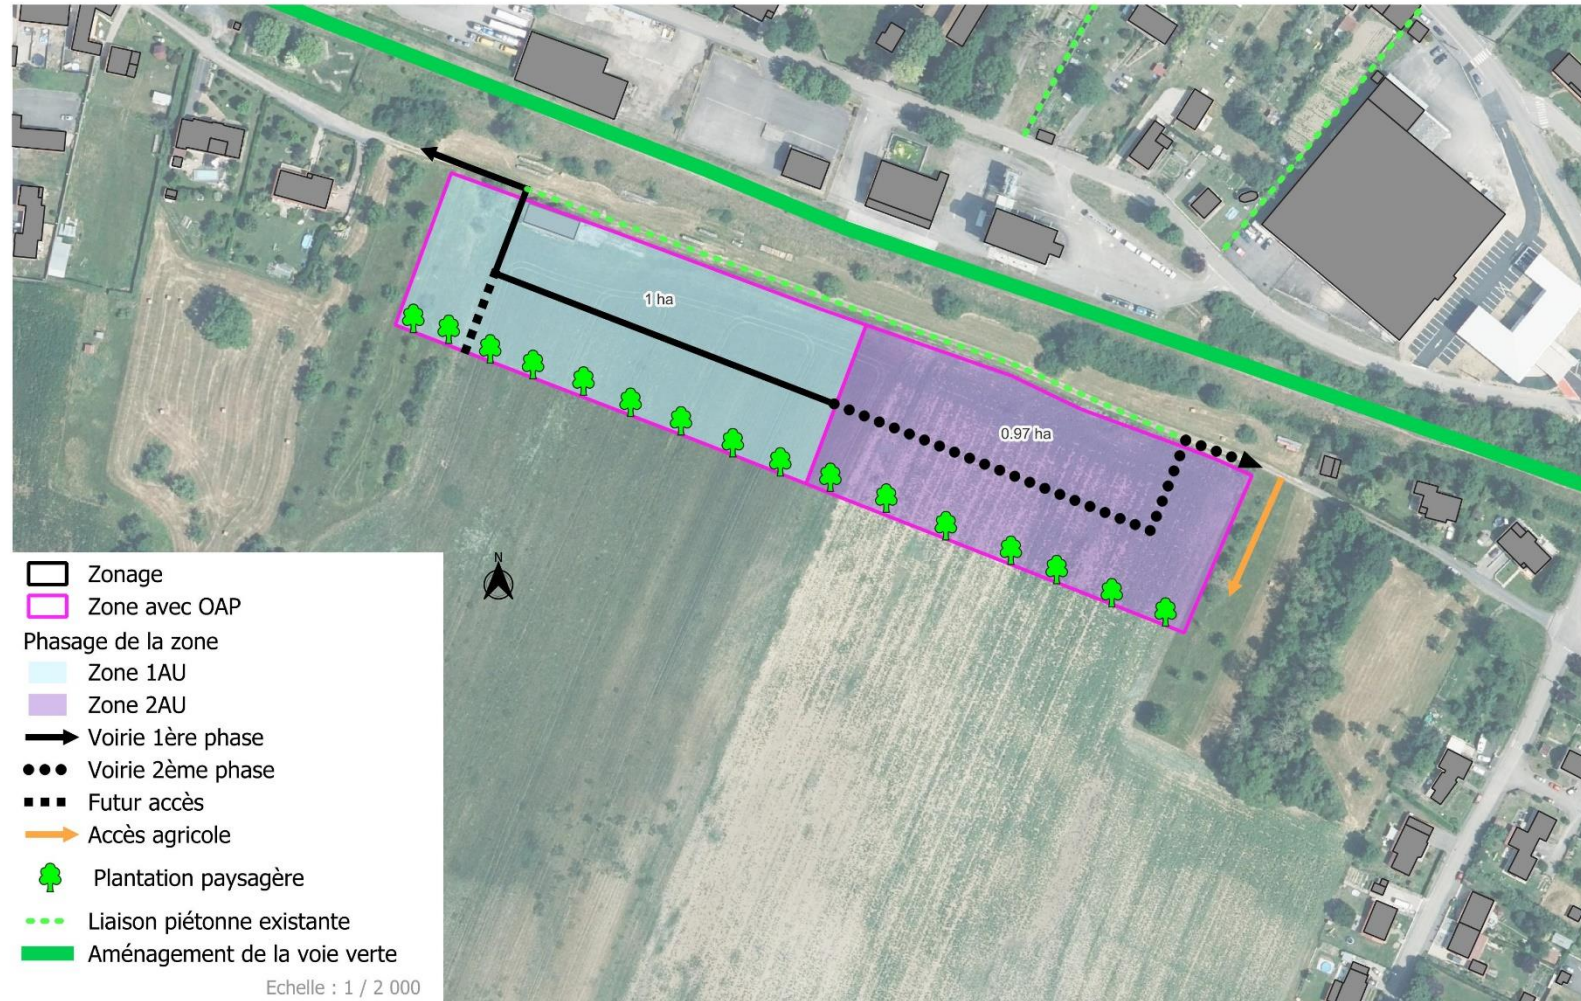 1 ha
0.97 ha
N
Zonage
Zone avec OAP
Phasage de la zone
Zone 1AU
Zone 2AU
Voirie 1ère phase
Voirie 2ème phase
Futur accès
Accès agricole
Plantation paysagère
Liaison piétonne existante
Aménagement de la voie verte
Echelle : 1 / 2 000